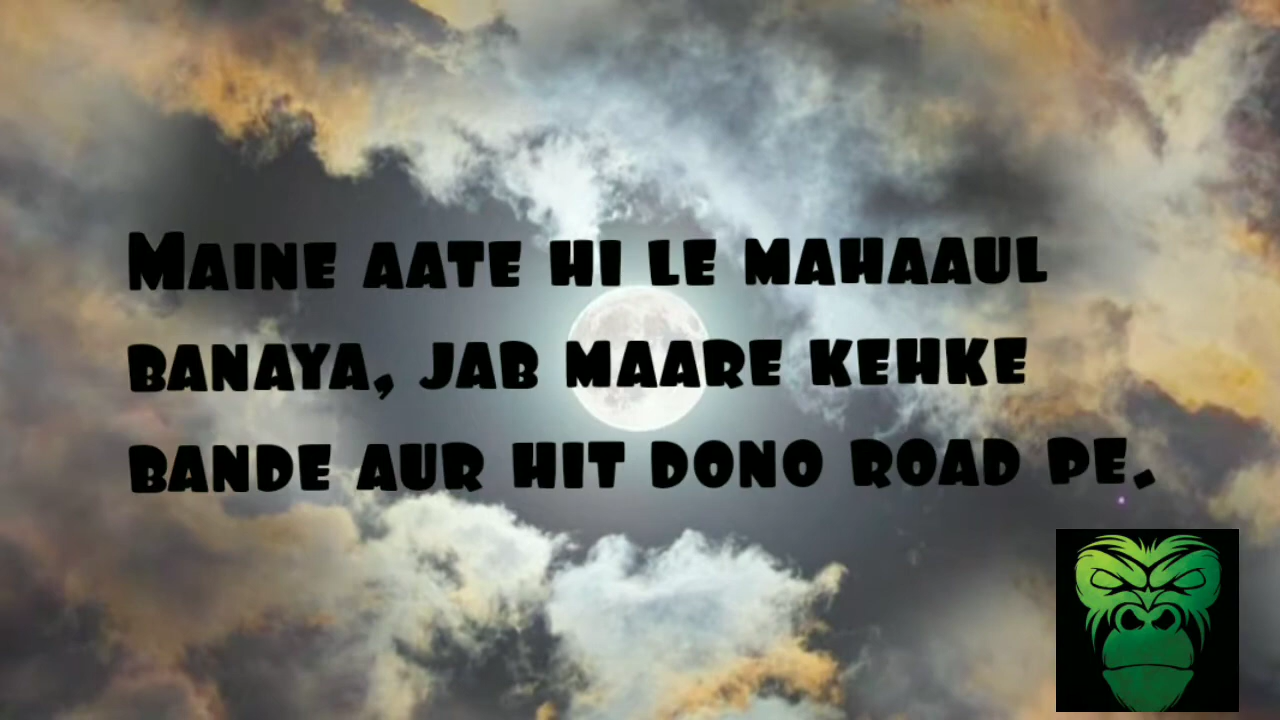 Maine aate hi le mahaaul
banaya, jab maare kehke
bande aur hit dono road pe.